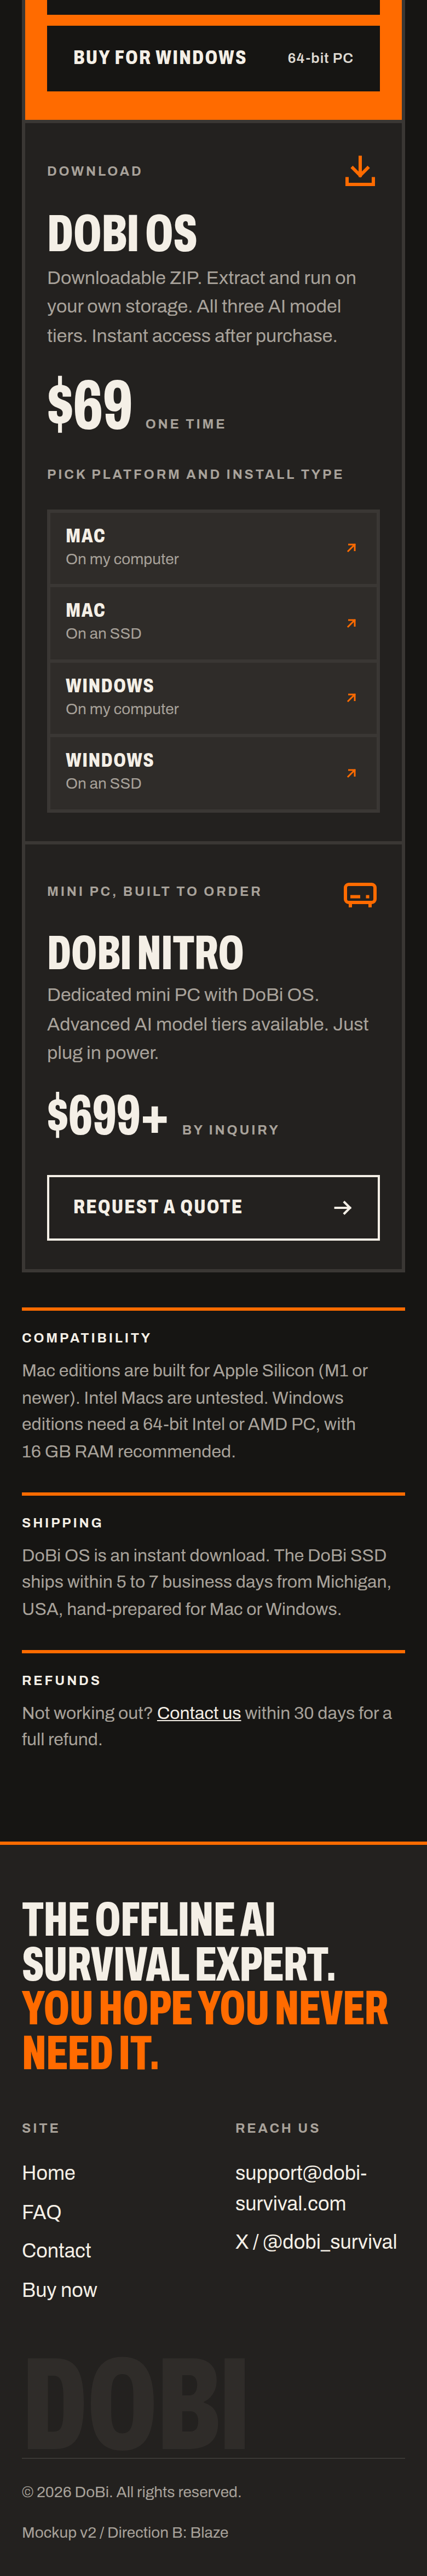 BUY FOR WINDOWS 64-bit PC
DOWNLOAD
DOBI OS
Downloadable ZIP. Extract and run on
your own storage. All three AI model
tiers. Instant access after purchase.
$69 ONE TIME
PICK PLATFORM AND INSTALL TYPE
MAC
On my computer
MAC
On an SSD
WINDOWS
On my computer
WINDOWS
On an SSD
MINI PC, BUILT TO ORDER
DOBI NITRO
Dedicated mini PC with DoBi OS.
Advanced AI model tiers available. Just
plug in power.
$699+ BY INQUIRY
REQUEST A QUOTE
COMPATIBILITY
Mac editions are built for Apple Silicon (M1 or
newer). Intel Macs are untested. Windows
editions need a 64-bit Intel or AMD PC, with
16 GB RAM recommended.
SHIPPING
DoBi OS is an instant download. The DoBi SSD
ships within 5 to 7 business days from Michigan,
USA, hand-prepared for Mac or Windows.
REFUNDS
Not working out? Contact us within 30 days for a
full refund.
THE OFFLINE AI
SURVIVAL EXPERT.
YOU HOPE YOU NEVER
NEED IT.
SITE
Home
FAQ
Contact
Buy now
REACH US
support@dobi-
survival.com
X / @dobi_survival
DOBI
© 2026 DoBi. All rights reserved.
Mockup v2 / Direction B: Blaze